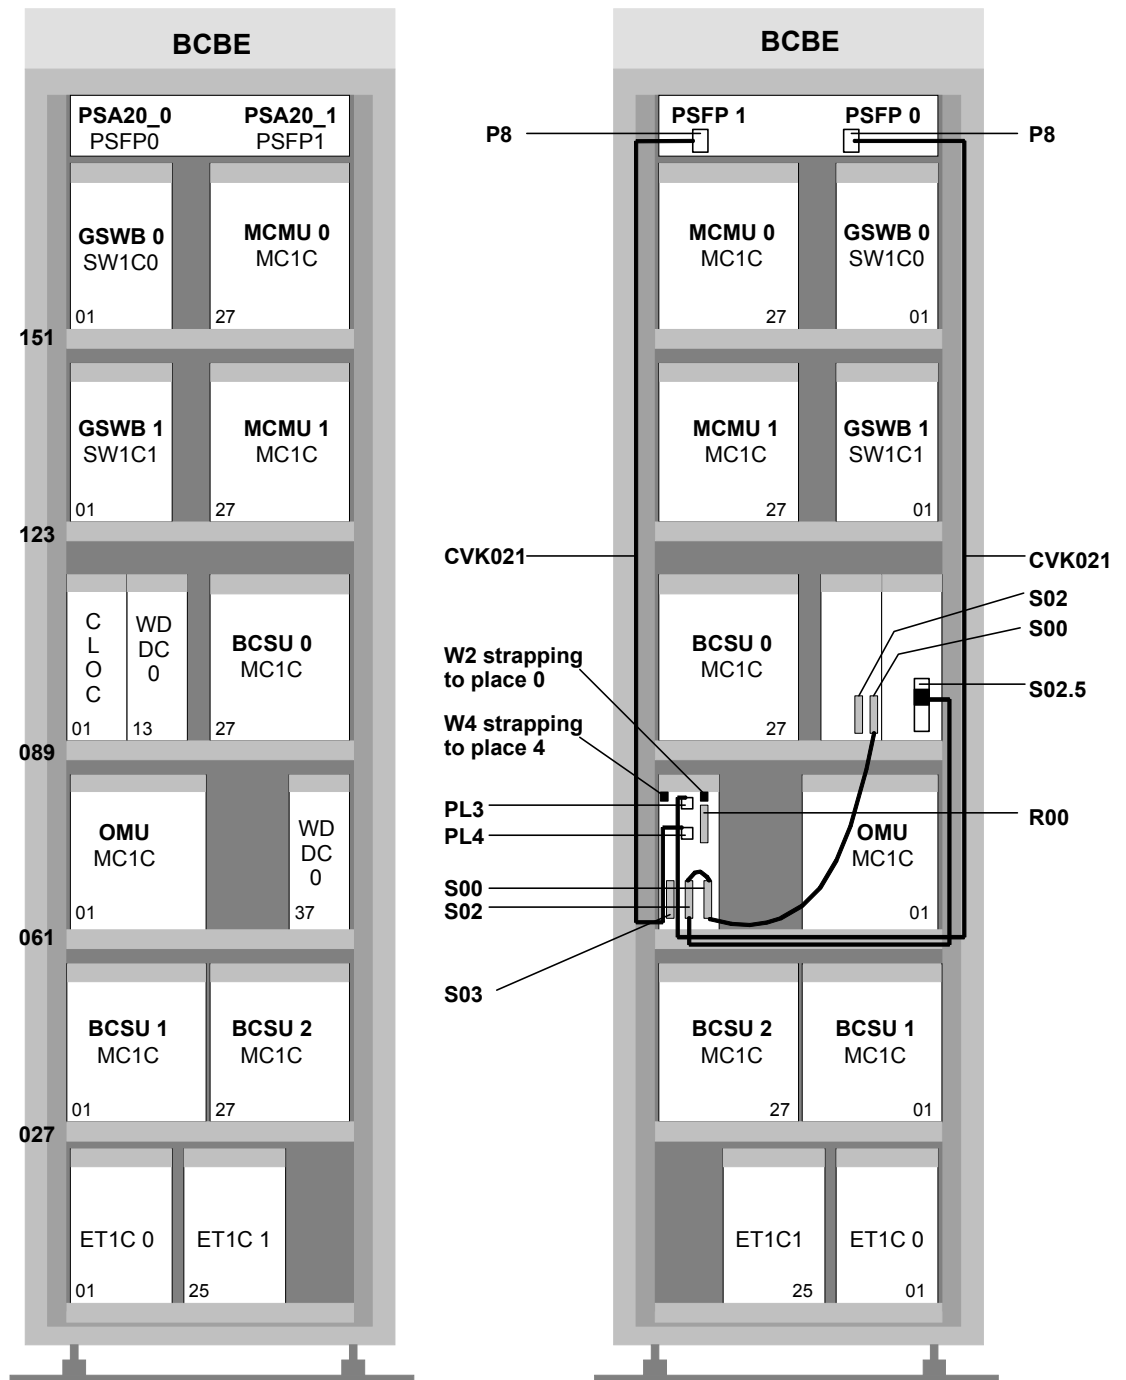 BCBE
PSA20_0
PSFP0
PSA20_1
PSFP1
GSWB 0
SW1C0
01
MCMU 0
MC1C
27
151
GSWB 1
SW1C1
01
MCMU 1
MC1C
27
123
C
L
O
C
01
WD
DC
0
13
BCSU 0
MC1C
27
089
OMU
MC1C
01
WD
DC
0
37
061
BCSU 1
MC1C
01
BCSU 2
MC1C
27
027
ET1C 0
01
ET1C 1
25
BCBE
P8
PSFP 1
PSFP 0
P8
MCMU 0
MC1C
27
GSWB 0
SW1C0
01
MCMU 1
MC1C
27
GSWB 1
SW1C1
01
CVK021
CVK021
S02
S00
S02.5
BCSU 0
MC1C
27
W2 strapping
to place 0
W4 strapping
to place 4
PL3
PL4
R00
OMU
MC1C
01
S00
S02
S03
BCSU 2
MC1C
27
BCSU 1
MC1C
01
ET1C1
25
ET1C 0
01